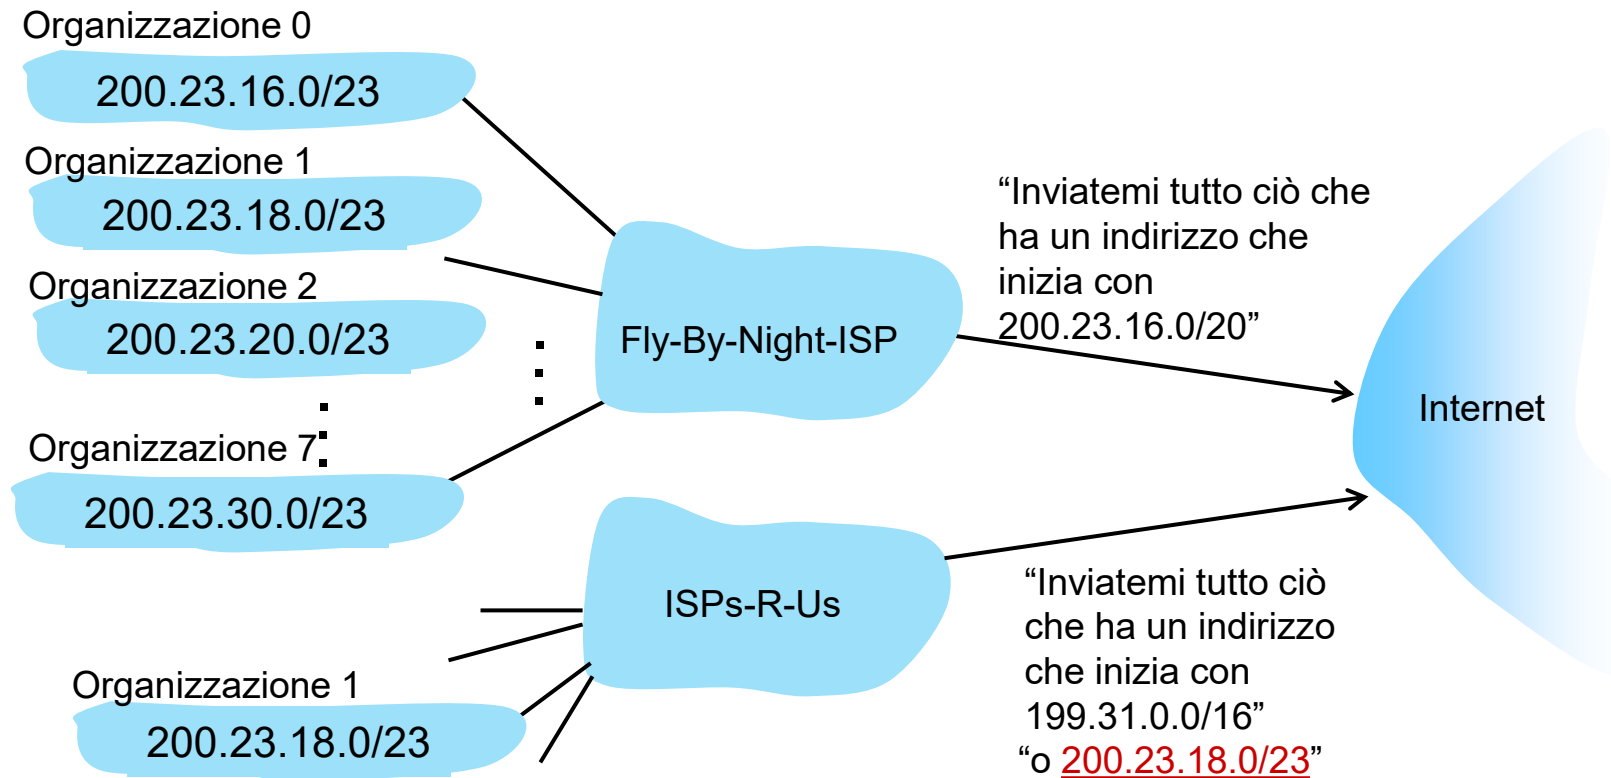 Organizzazione 0
200.23.16.0/23
Organizzazione 1
200.23.18.0/23
Organizzazione 2
200.23.20.0/23
Organizzazione 7
200.23.30.0/23
Fly-By-Night-ISP
“Inviatemi tutto ciò che
ha un indirizzo che
inizia con
200.23.16.0/20”
Internet
ISPs-R-Us
Organizzazione 1
200.23.18.0/23
“Inviatemi tutto ciò
che ha un indirizzo
che inizia con
199.31.0.0/16”
“o 200.23.18.0/23”